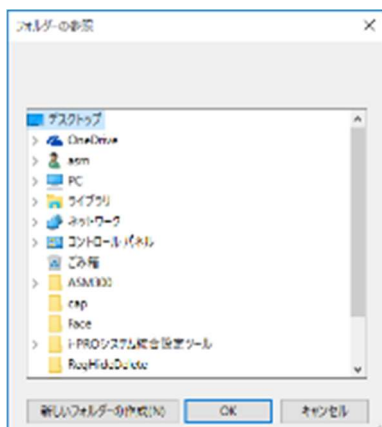 フォルダーの参照
デスクトップ
OneDrive
asm
PC
ライブラリ
ネットワーク
コントロール パネル
ごみ箱
ASM300
cap
Face
i-PROシステム統合設定ツール
RegHideDelete
新しいフォルダーの作成(N)
OK
キャンセル